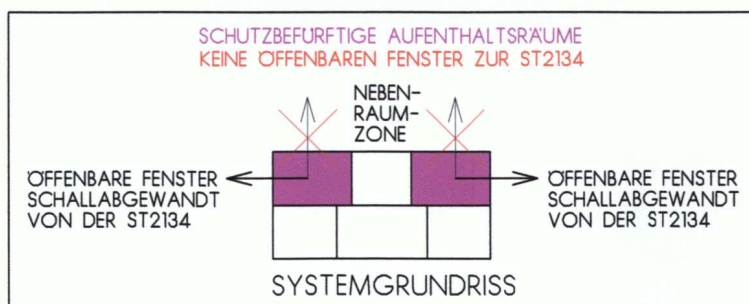 SCHUTZBEFÜRFTIGE AUFENTHALTSRÄUME
KEINE ÖFFENBAREN FENSTER ZUR ST2134
NEBEN-
RAUM-
ZONE
ÖFFENBARE FENSTER
SCHALLABGEWANDT
VON DER ST2134
ÖFFENBARE FENSTER
SCHALLABGEWANDT
VON DER ST2134
SYSTEMGRUNDRISS